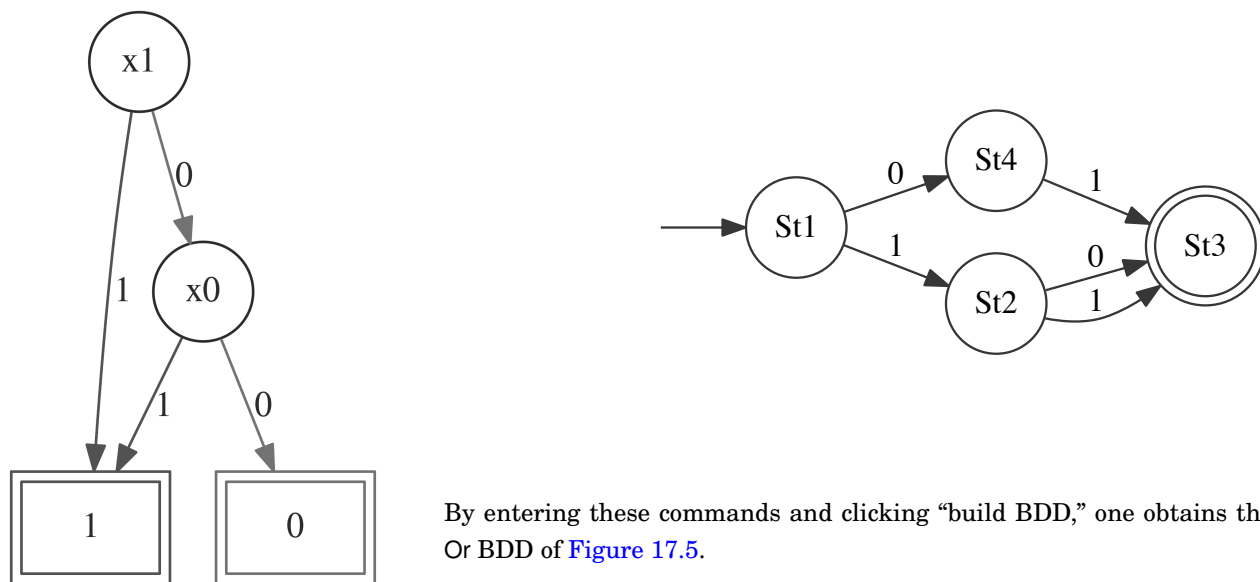 x1
0
1
x0
1
0
1
0
St1
0
1
St4
St2
1
0
1
St3
By entering these commands and clicking “build BDD,” one obtains th
Or BDD of Figure 17.5.